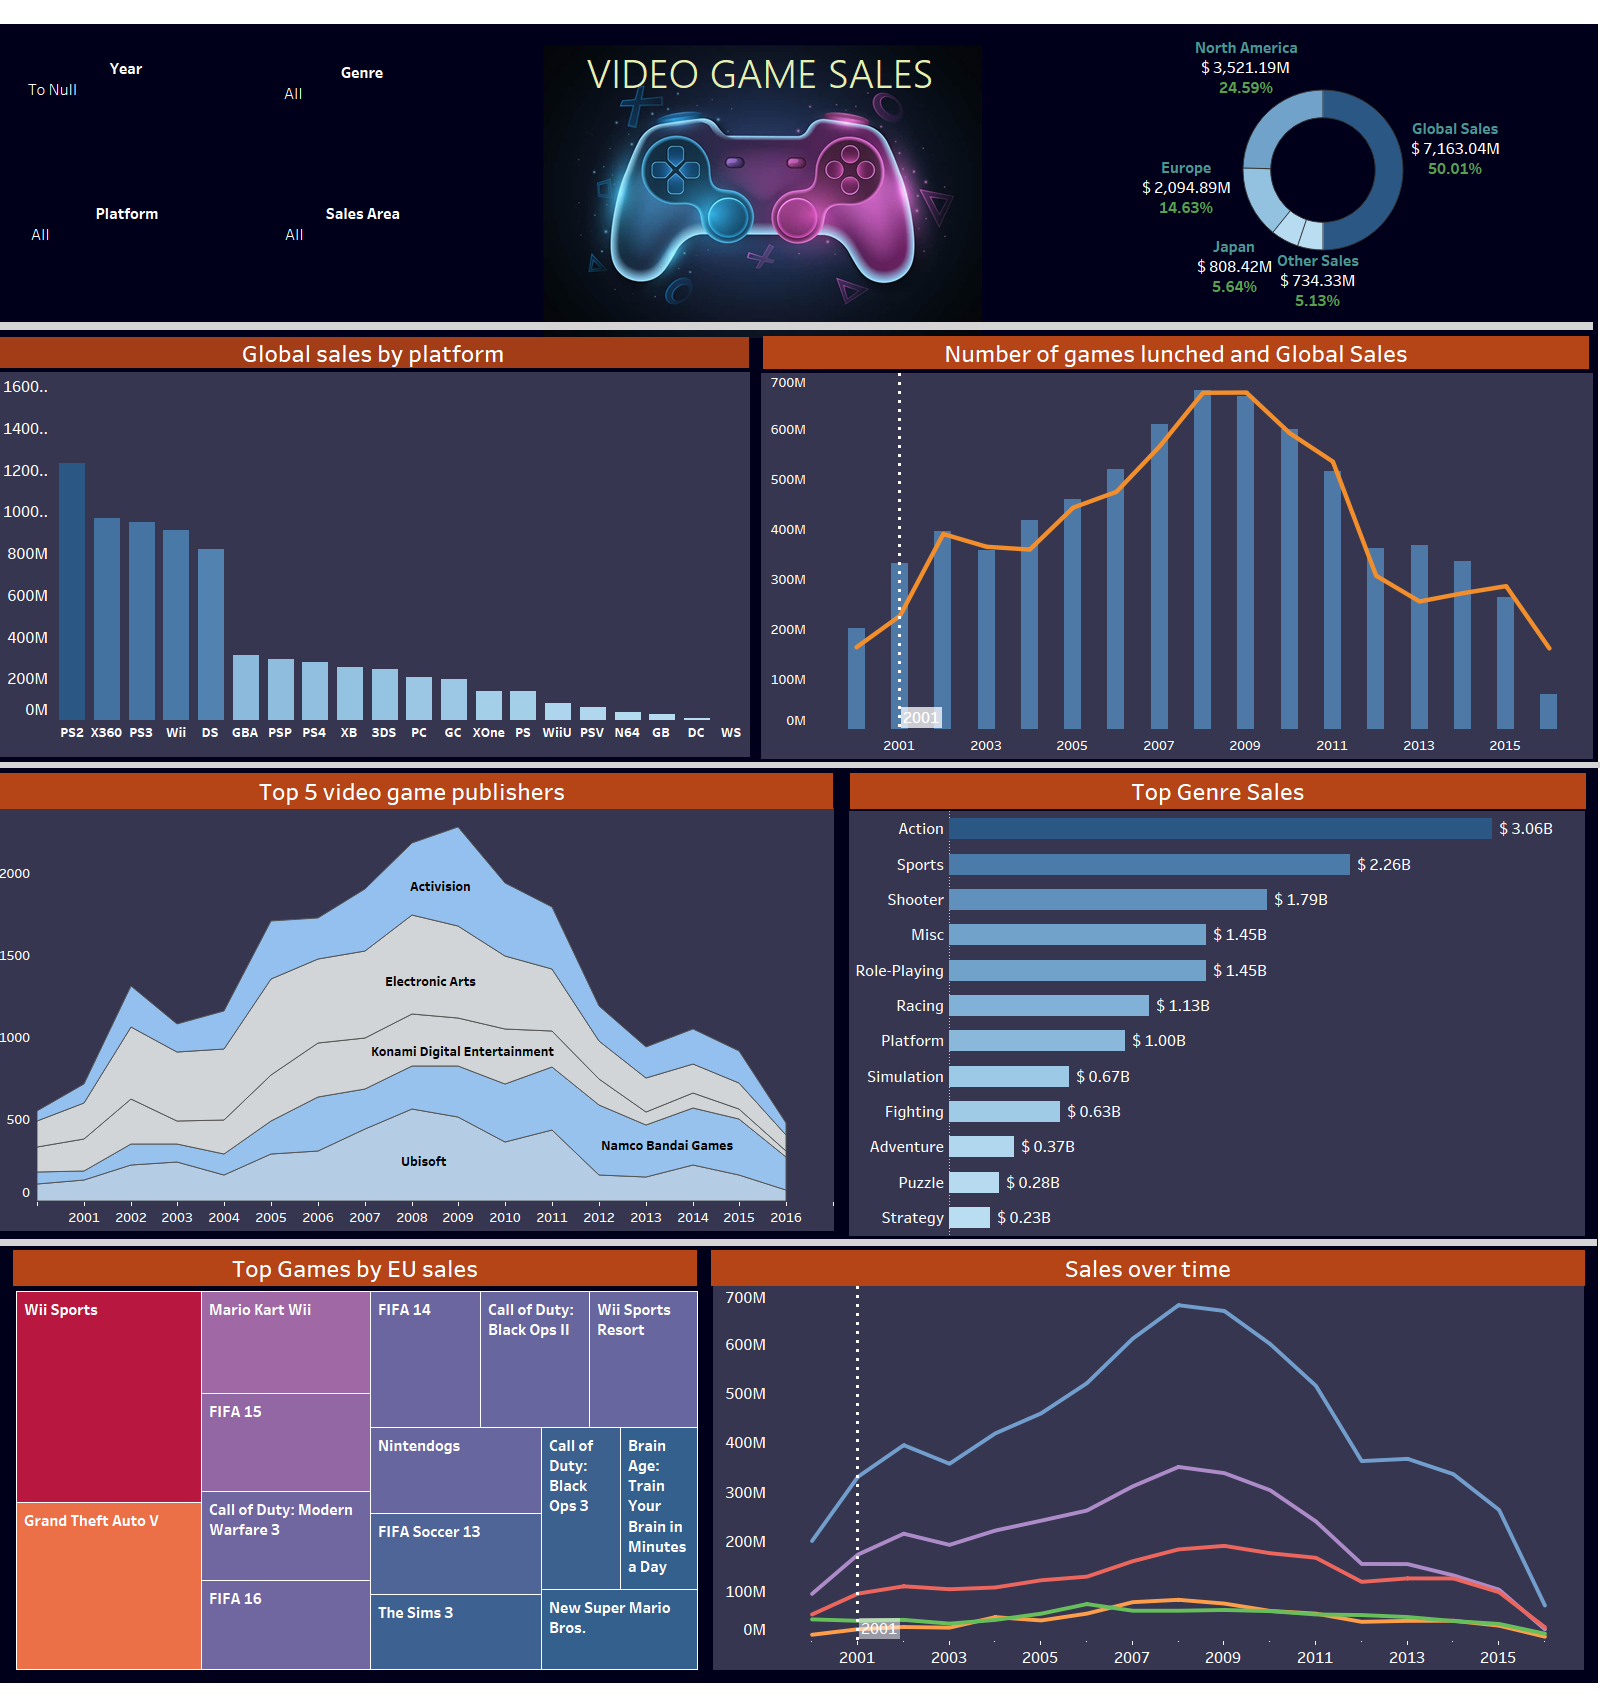 Year
To Null
Genre
All
Platform
All
Sales Area
All
VIDEO GAME SALES
North America
$ 3,521.19M
24.59%
Global Sales
$ 7,163.04M
50.01%
Europe
$ 2,094.89M
14.63%
Japan
$ 808.42M
5.64%
Other Sales
$ 734.33M
5.13%
Global sales by platform
1600..
1400..
1200..
1000..
800M
600M
400M
200M
0M
PS2 X360 PS3 Wii DS GBA PSP PS4 XB 3DS PC GC XOne PS WiiU PSV N64 GB DC WS
Number of games lunched and Global Sales
700M
600M
500M
400M
300M
200M
100M
0M
2001
2001 2003 2005 2007 2009 2011 2013 2015
Top 5 video game publishers
2000
1500
1000
500
0
Activision
Electronic Arts
Konami Digital Entertainment
Namco Bandai Games
Ubisoft
2001 2002 2003 2004 2005 2006 2007 2008 2009 2010 2011 2012 2013 2014 2015 2016
Top Genre Sales
Action $ 3.06B
Sports $ 2.26B
Shooter $ 1.79B
Misc $ 1.45B
Role-Playing $ 1.45B
Racing $ 1.13B
Platform $ 1.00B
Simulation $ 0.67B
Fighting $ 0.63B
Adventure $ 0.37B
Puzzle $ 0.28B
Strategy $ 0.23B
Top Games by EU sales
Wii Sports
Grand Theft Auto V
Mario Kart Wii
FIFA 15
Call of Duty: Modern
Warfare 3
FIFA 16
FIFA 14
Call of Duty:
Black Ops II
Wii Sports
Resort
Nintendogs
FIFA Soccer 13
The Sims 3
Call of
Duty:
Black
Ops 3
Brain
Age:
Train
Your
Brain in
Minutes
a Day
New Super Mario
Bros.
Sales over time
700M
600M
500M
400M
300M
200M
100M
0M
2001
2001 2003 2005 2007 2009 2011 2013 2015